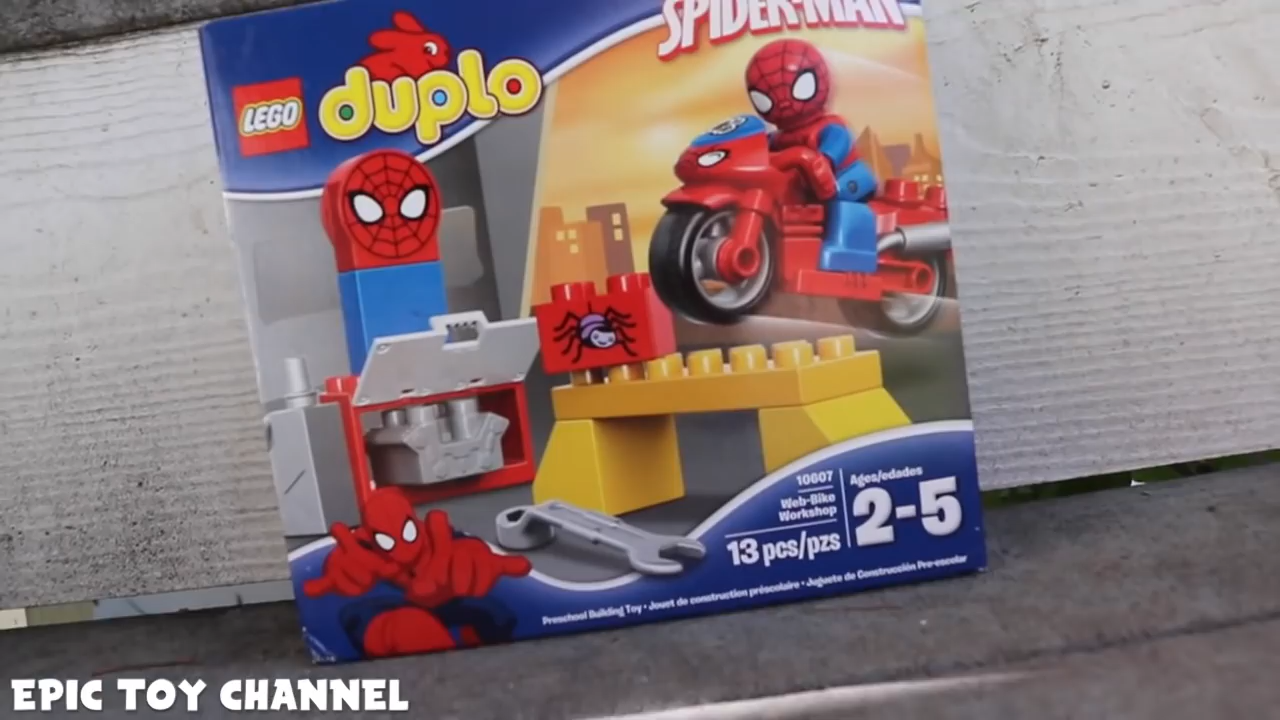 SPIDER-MAN
LEGO
duplo
10607
Web-Bike
Workshop
13 pcs/pzs
Ages/edades
2-5
Preschool Building Toy • Jouet de construction préscolaire • Juguete de Construcción Pre-escolar
EPIC TOY CHANNEL